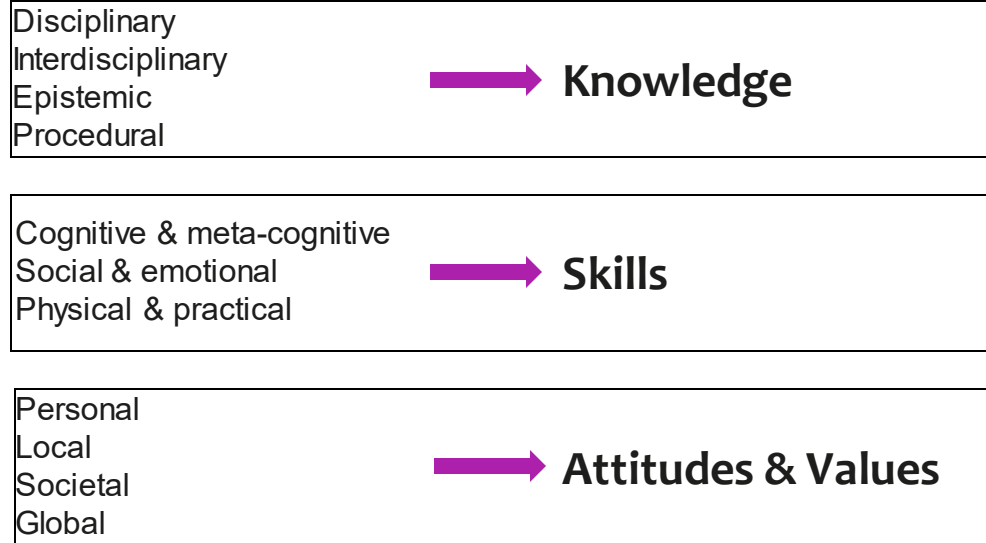 Disciplinary
Interdisciplinary
Epistemic
Procedural
Knowledge
Cognitive & meta-cognitive
Social & emotional
Physical & practical
Skills
Personal
Local
Societal
Global
Attitudes & Values